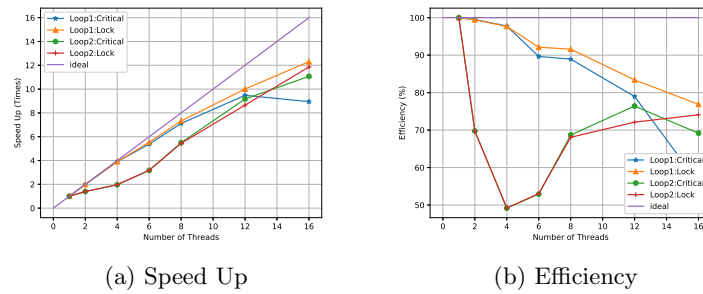 Loop1:Critical
Loop1:Lock
Loop2:Critical
Loop2:Lock
ideal
Speed Up (Times)
16
14
12
10
8
6
4
2
0
0 2 4 6 8 10 12 14 16
Number of Threads
(a) Speed Up
Efficiency (%)
100
90
80
70
60
50
Loop1:Critical
Loop1:Lock
Loop2:Critical
Loop2:Lock
ideal
0 2 4 6 8 10 12 14 16
Number of Threads
(b) Efficiency